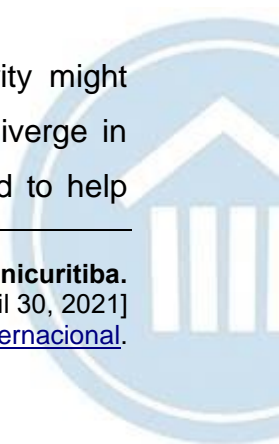 ity might
iverge in
d to help
nicuritiba.
il 30, 2021]
ernacional.